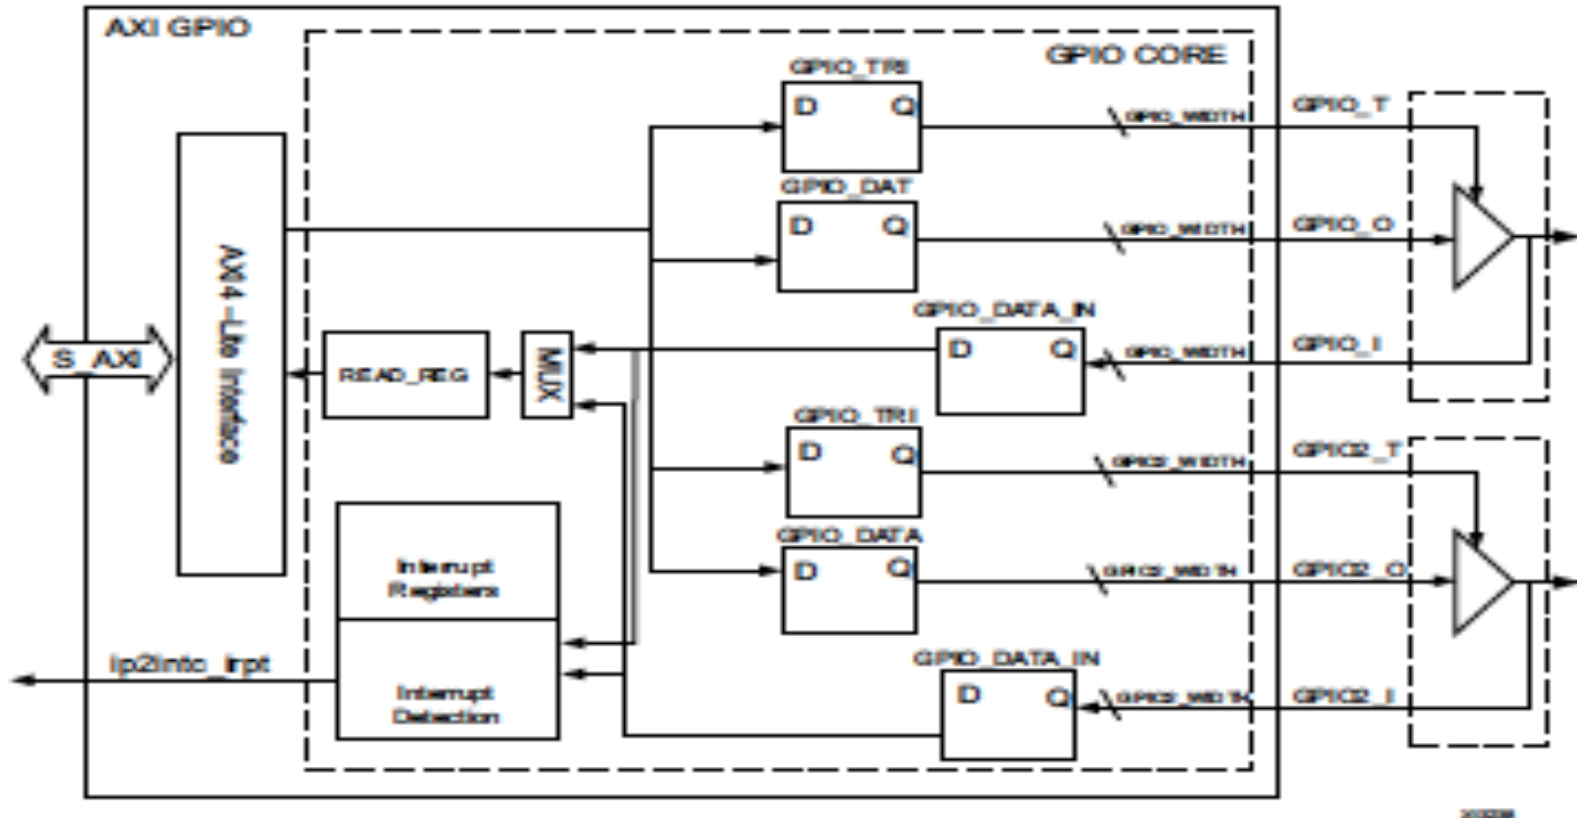 AXI GPIO
GPIO CORE
GPIO_TRI
D Q
GPIO_WIDTH
GPIO_T
GPIO_DAT
D Q
GPIO_WIDTH
GPIO_O
AXI4-Lite Interface
GPIO_DATA_IN
D Q
GPIO_WIDTH
GPIO_I
S_AXI
READ_REG
MUX
GPIO_TRI
D Q
GPIO2_WIDTH
GPIO2_T
GPIO_DATA
D Q
GPIO2_WIDTH
GPIO2_O
Interrupt
Registers
ip2intc_irpt
Interrupt
Detection
GPIO_DATA_IN
D Q
GPIO2_WIDTH
GPIO2_I